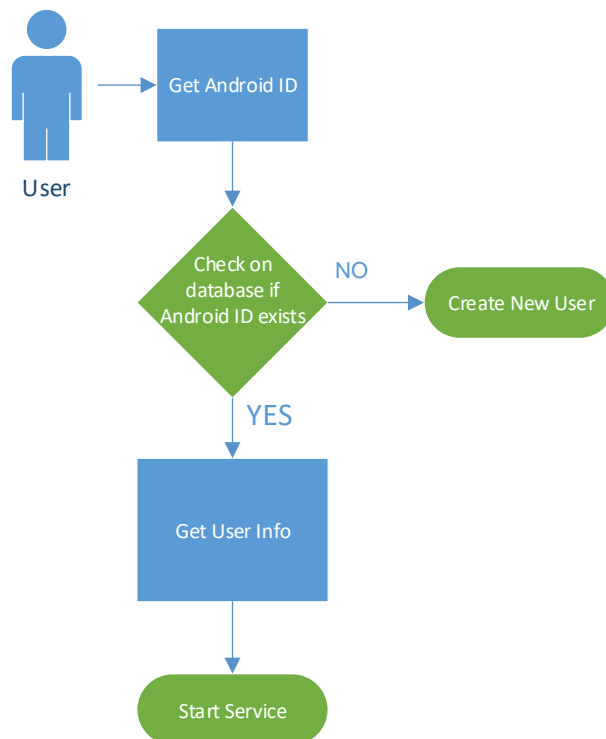 Get Android ID
User
Check on
database if
Android ID exists
NO
Create New User
YES
Get User Info
Start Service